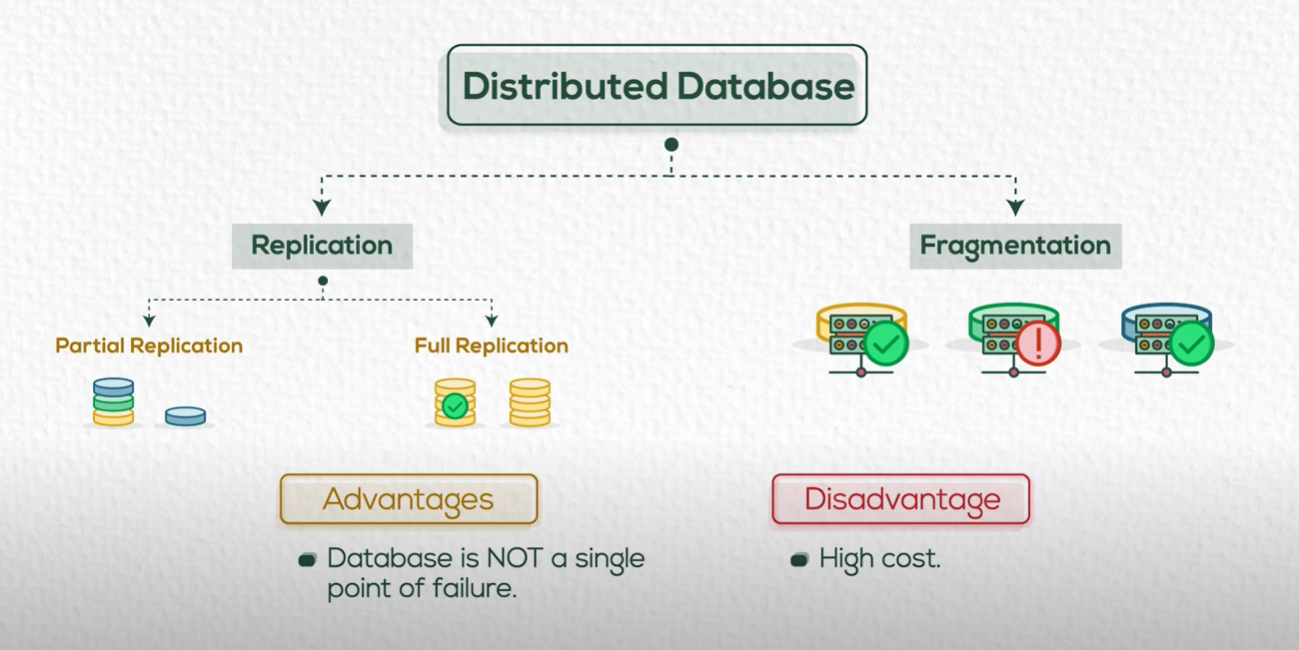 Distributed Database
Replication
Fragmentation
Partial Replication
Full Replication
Advantages
Database is NOT a single
point of failure.
Disadvantage
High cost.